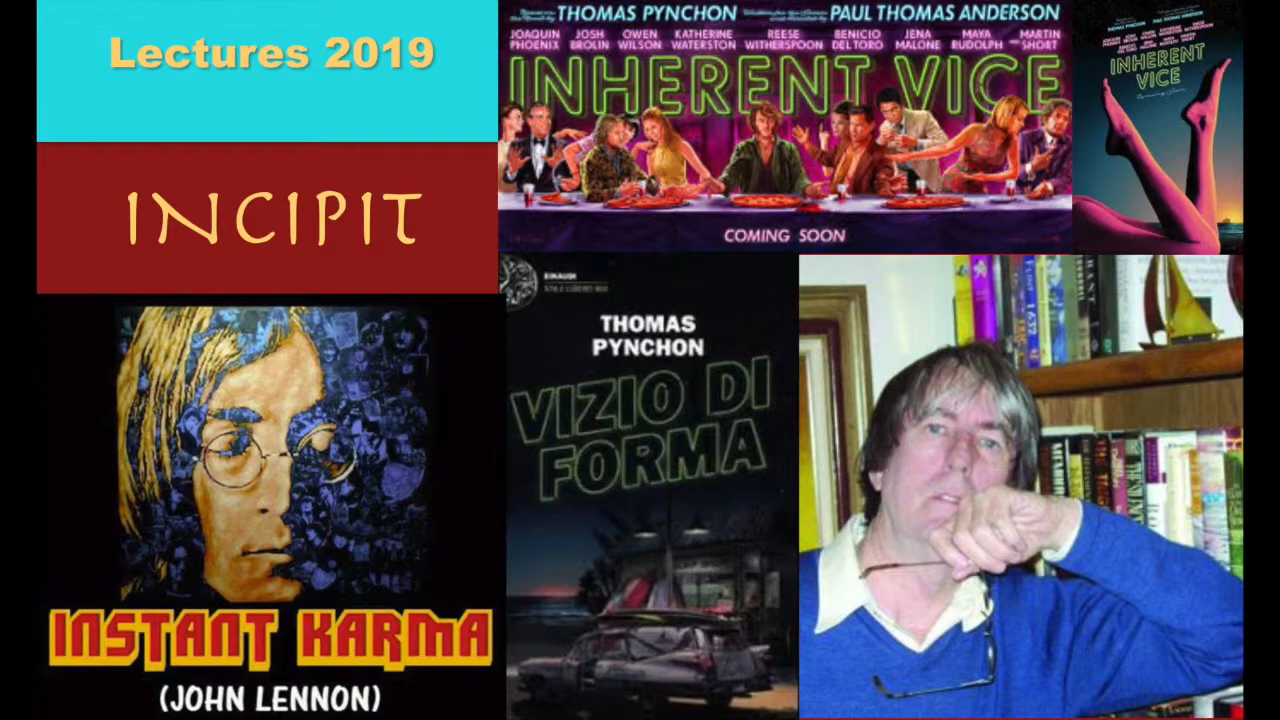 Lectures 2019
INCIPIT
THOMAS PYNCHON
PAUL THOMAS ANDERSON
JOAQUIN PHOENIX
JOSH BROLIN
OWEN WILSON
KATHERINE WATERSTON
REESE WITHERSPOON
BENICIO DEL TORO
JENA MALONE
MAYA RUDOLPH
MARTIN SHORT
INHERENT VICE
COMING SOON
INHERENT
VICE
INSTANT KARMA
(JOHN LENNON)
EINAUDI
THOMAS
PYNCHON
VIZIO DI
FORMA